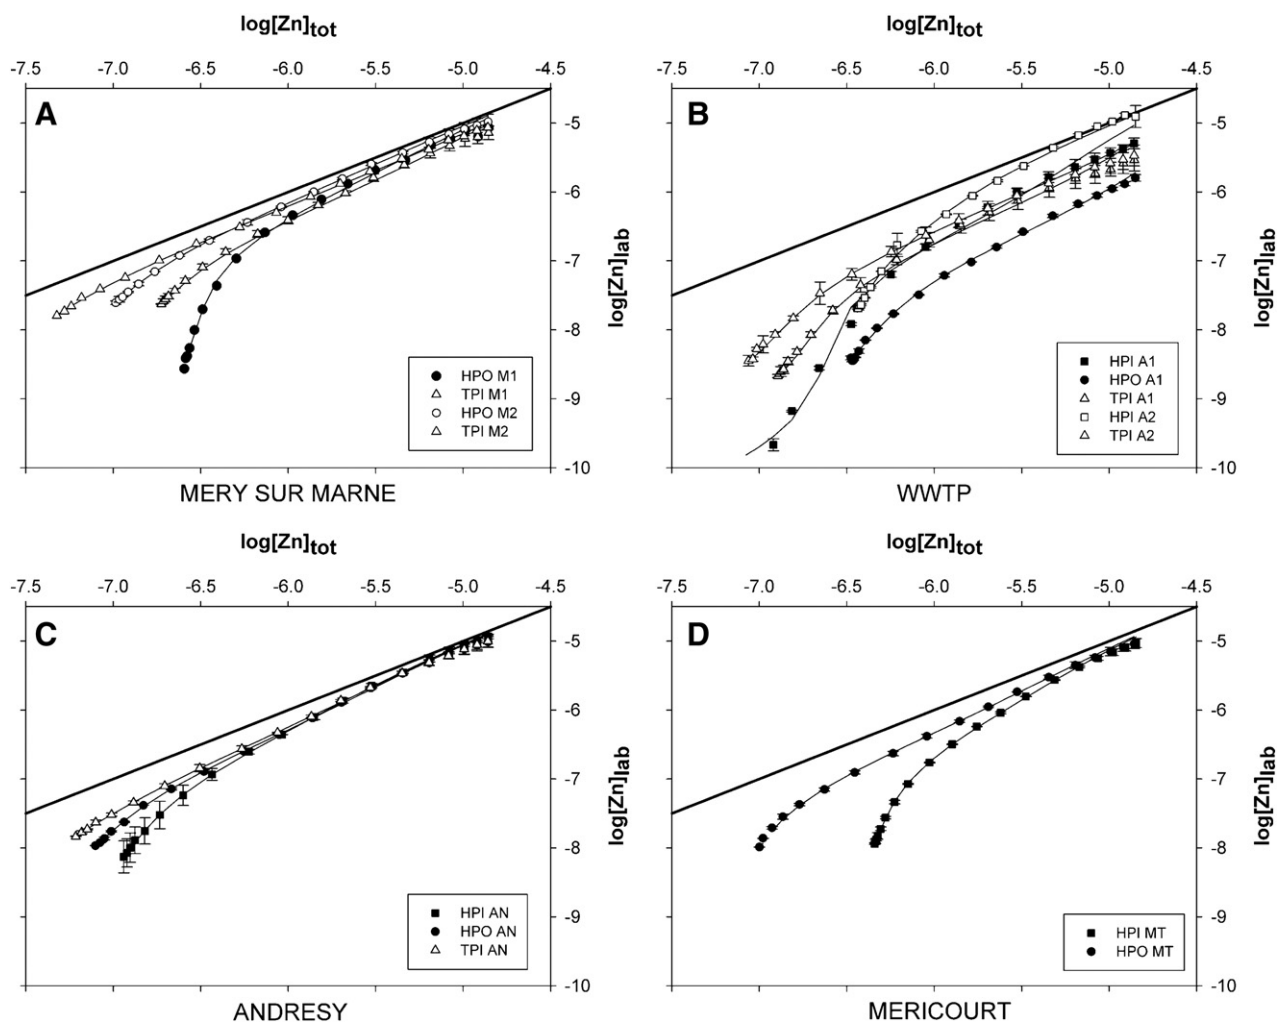 log[Zn]tot
-7.5 -7.0 -6.5 -6.0 -5.5 -5.0 -4.5
A
-5
-6
-7
-8
-9
-10
log[Zn]lab
HPO M1
TPI M1
HPO M2
TPI M2
MERY SUR MARNE
log[Zn]tot
-7.5 -7.0 -6.5 -6.0 -5.5 -5.0 -4.5
B
-5
-6
-7
-8
-9
-10
log[Zn]lab
HPI A1
HPO A1
TPI A1
HPI A2
TPI A2
WWTP
log[Zn]tot
-7.5 -7.0 -6.5 -6.0 -5.5 -5.0 -4.5
C
-5
-6
-7
-8
-9
-10
log[Zn]lab
HPI AN
HPO AN
TPI AN
ANDRESY
log[Zn]tot
-7.5 -7.0 -6.5 -6.0 -5.5 -5.0 -4.5
D
-5
-6
-7
-8
-9
-10
log[Zn]lab
HPI MT
HPO MT
MERICOURT